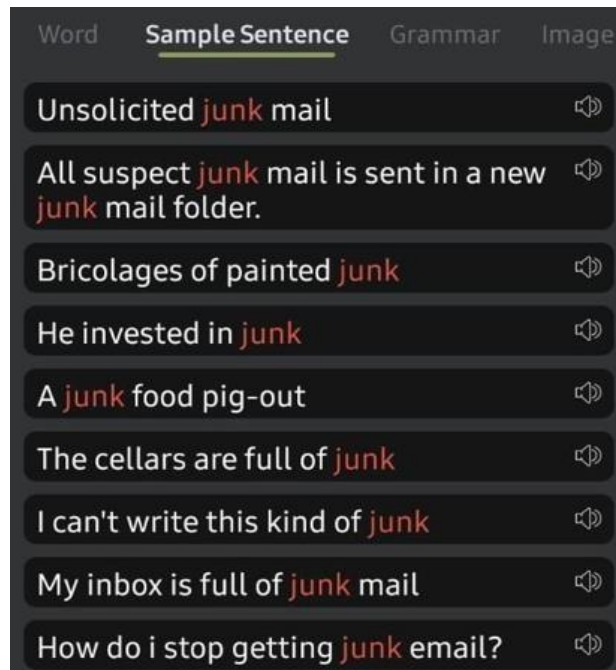 Word Sample Sentence Grammar Image
Unsolicited junk mail
All suspect junk mail is sent in a new
junk mail folder.
Bricolages of painted junk
He invested in junk
A junk food pig-out
The cellars are full of junk
I can't write this kind of junk
My inbox is full of junk mail
How do i stop getting junk email?